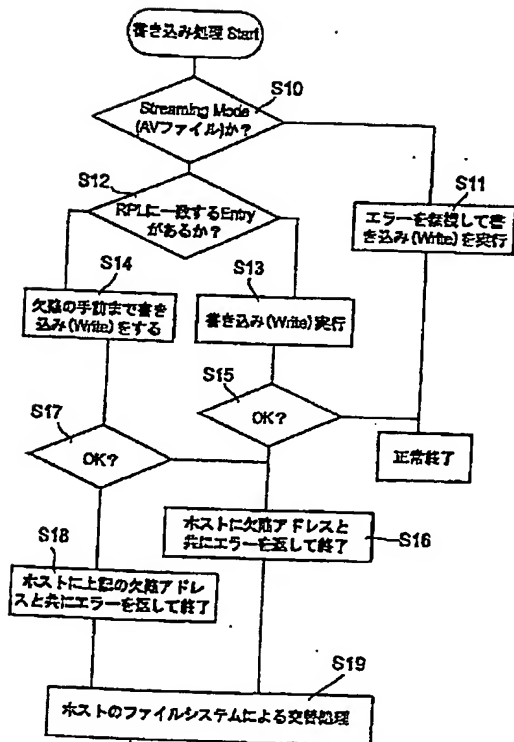 書き込み処理 Start
S10
Streaming Mode
(AVファイル)か?
S12
RPLに一致するEntry
があるか?
S11
エラーを無視して書
き込み(Write)を実行
S14
欠陥の手前まで書き
込み(Write)をする
S13
書き込み(Write)実行
S15
OK?
S17
OK?
正常終了
ホストに欠陥アドレスと
共にエラーを返して終了
S16
S18
ホストに上記の欠陥アドレ
スと共にエラーを返して終了
S19
ホストのファイルシステムによる交替処理